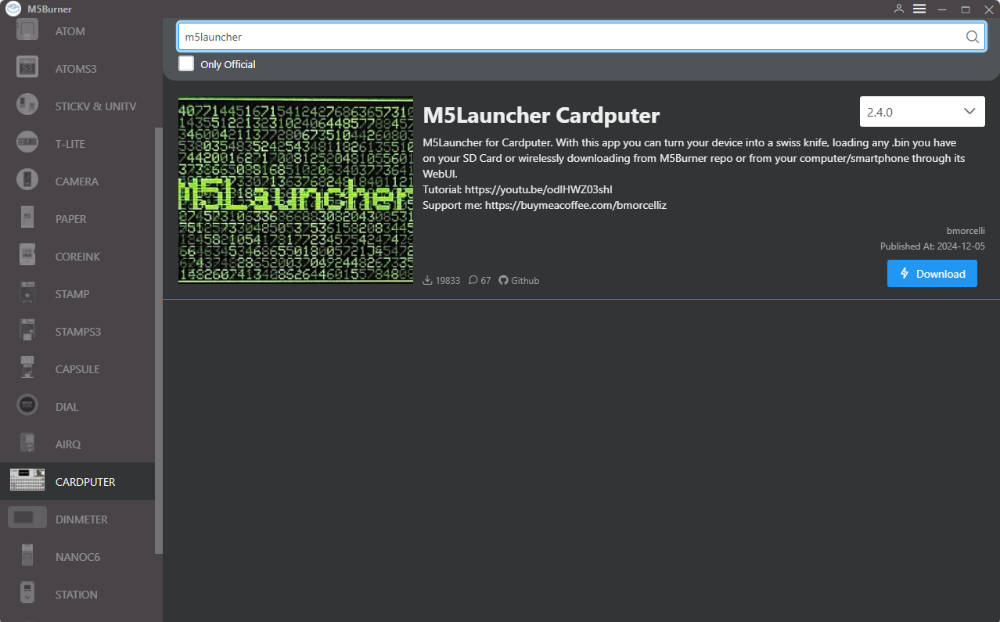 M5Burner
ATOM
ATOMS3
STICKV & UNITV
T-LITE
CAMERA
PAPER
COREINK
STAMP
STAMPS3
CAPSULE
DIAL
AIRQ
CARDPUTER
DINMETER
NANOC6
STATION
m5launcher
Only Official
M5Launcher
M5Launcher Cardputer
2.4.0
M5Launcher for Cardputer. With this app you can turn your device into a swiss knife, loading any .bin you have
on your SD Card or wirelessly downloading from M5Burner repo or from your computer/smartphone through its
WebUI.
Tutorial: https://youtu.be/odIHWZ03shI
Support me: https://buymeacoffee.com/bmorcelliz
bmorcelli
Published At: 2024-12-05
19833 67 Github
Download